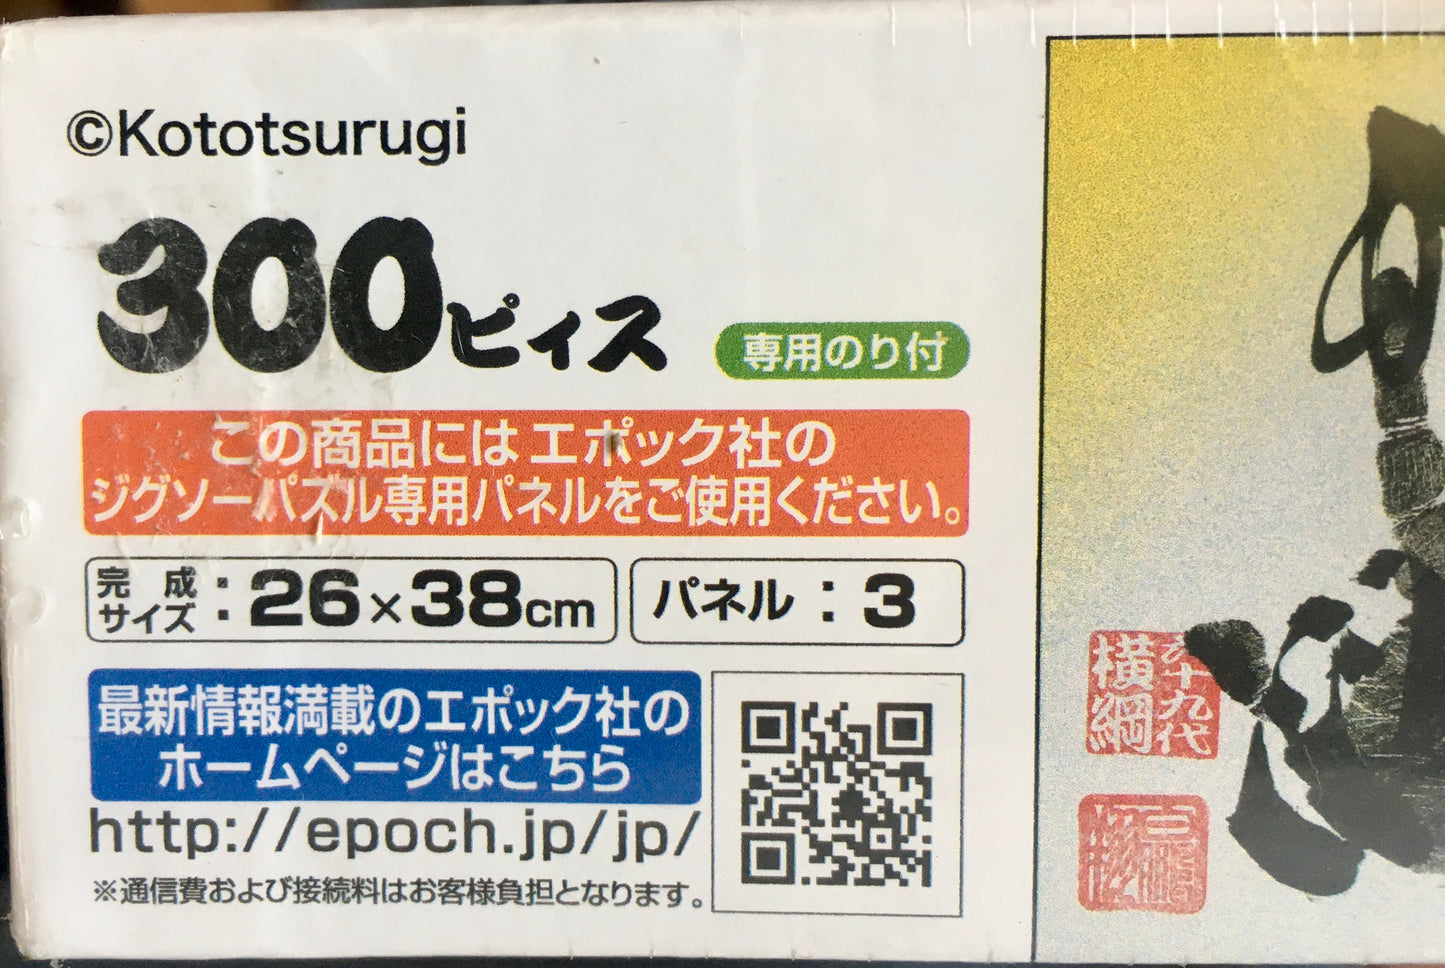 ©Kototsurugi
300ピィス
専用のり付
この商品にはエポック社の
ジグソーパズル専用パネルをご使用ください。
完成サイズ：26×38cm
パネル：3
最新情報満載のエポック社の
ホームページはこちら
http://epoch.jp/jp/
※通信費および接続料はお客様負担となります。
六十九代
横綱